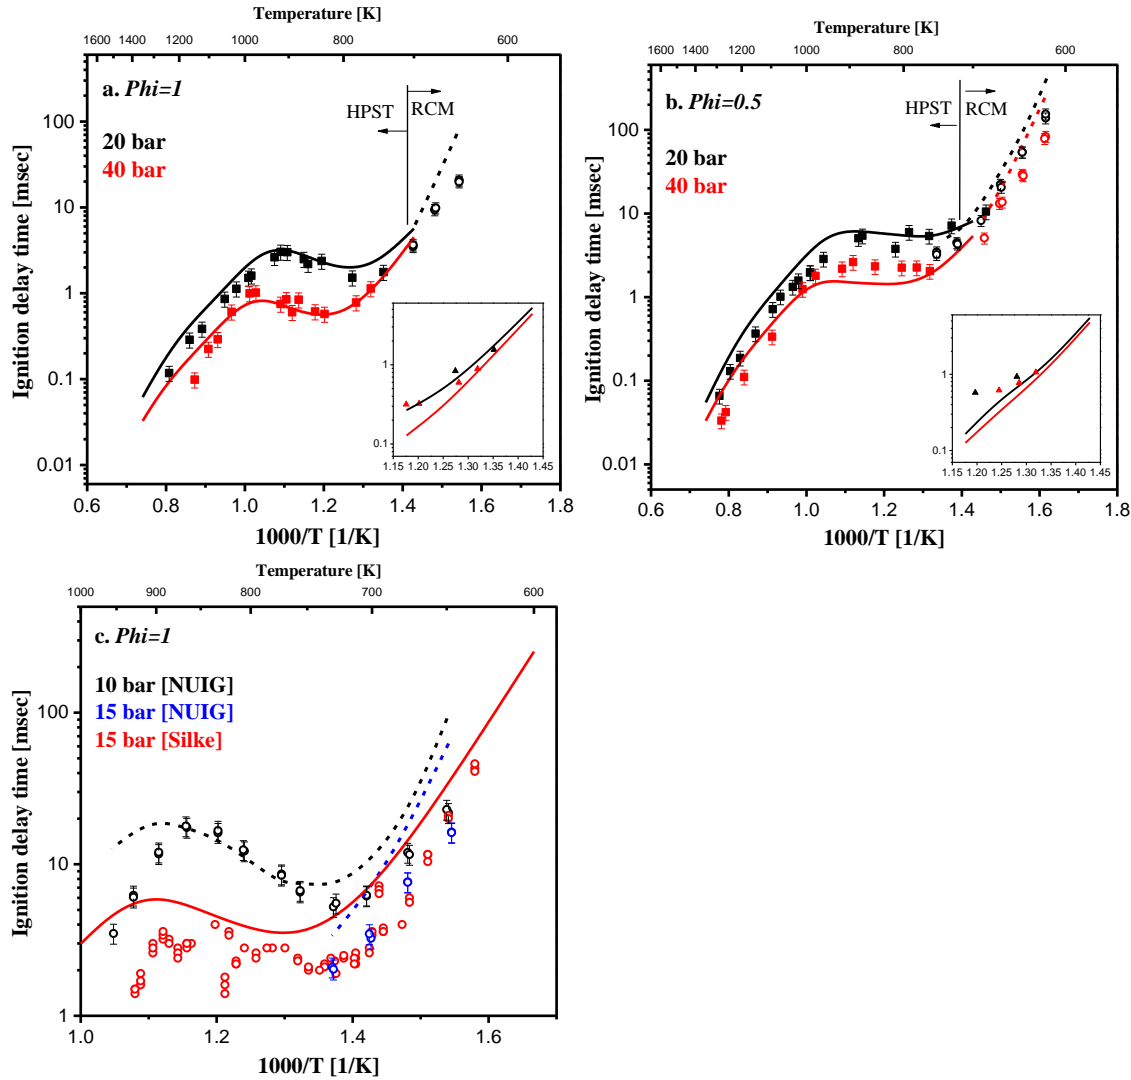 Temperature [K]
1600 1400 1200 1000 800 600
a. Phi=1
HPST RCM
20 bar
40 bar
Ignition delay time [msec]
100
10
1
0.1
0.01
1
0.1
1.15 1.20 1.25 1.30 1.35 1.40 1.45
0.6 0.8 1.0 1.2 1.4 1.6
1000/T [1/K]
Temperature [K]
1600 1400 1200 1000 800 600
b. Phi=0.5
HPST RCM
20 bar
40 bar
Ignition delay time [msec]
100
10
1
0.1
0.01
1
0.1
1.15 1.20 1.25 1.30 1.35 1.40 1.45
0.6 0.8 1.0 1.2 1.4 1.6 1.8
1000/T [1/K]
Temperature [K]
1000 900 800 700 600
c. Phi=1
10 bar [NUIG]
15 bar [NUIG]
15 bar [Silke]
Ignition delay time [msec]
100
10
1
1.0 1.2 1.4 1.6
1000/T [1/K]